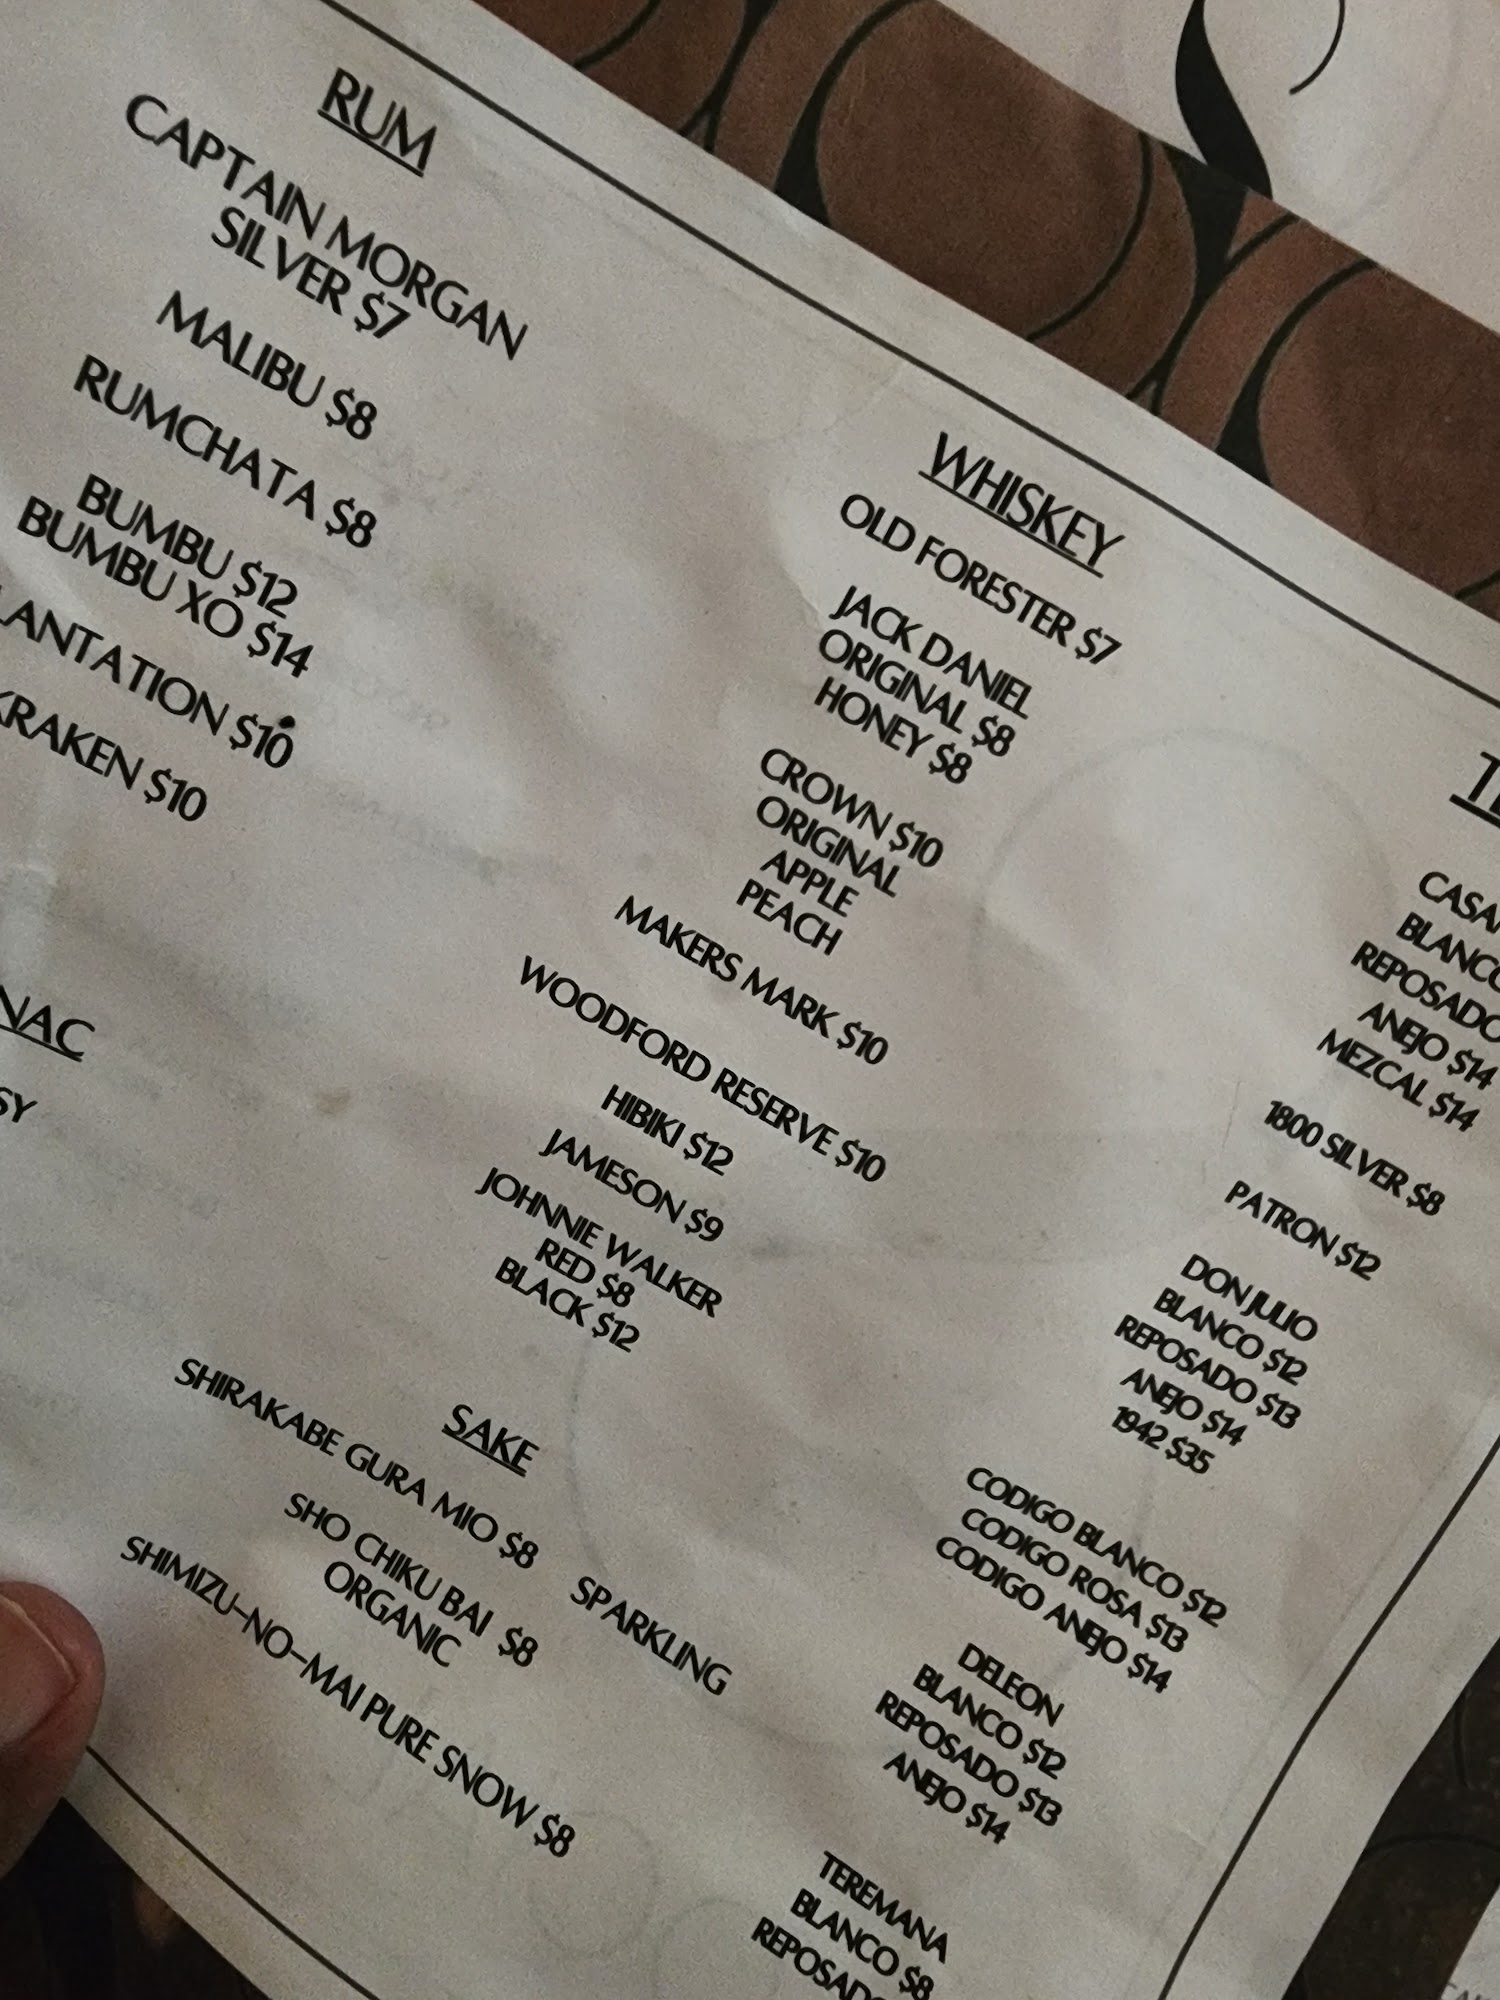 RUM
CAPTAIN MORGAN
SILVER $7
MALIBU $8
RUMCHATA $8
BUMBU $12
BUMBU XO $14
LANTATION $10
KRAKEN $10
NAC
SY
WHISKEY
OLD FORESTER $7
JACK DANIEL
ORIGINAL $8
HONEY $8
CROWN $10
ORIGINAL
APPLE
PEACH
MAKERS MARK $10
WOODFORD RESERVE $10
HIBIKI $12
JAMESON $9
JOHNNIE WALKER
RED $8
BLACK $12
SAKE
SHIRAKABE GURA MIO $8 SPARKLING
SHO CHIKU BAI $8
ORGANIC
SHIMIZU-NO-MAI PURE SNOW $8
CASA
BLANCO
REPOSADO
ANEJO $14
MEZCAL $14
1800 SILVER $8
PATRON $12
DON JULIO
BLANCO $12
REPOSADO $13
ANEJO $14
1942 $35
CODIGO BLANCO $12
CODIGO ROSA $13
CODIGO ANEJO $14
DELEON
BLANCO $12
REPOSADO $13
ANEJO $14
TEREMANA
BLANCO $8
REPOSADO